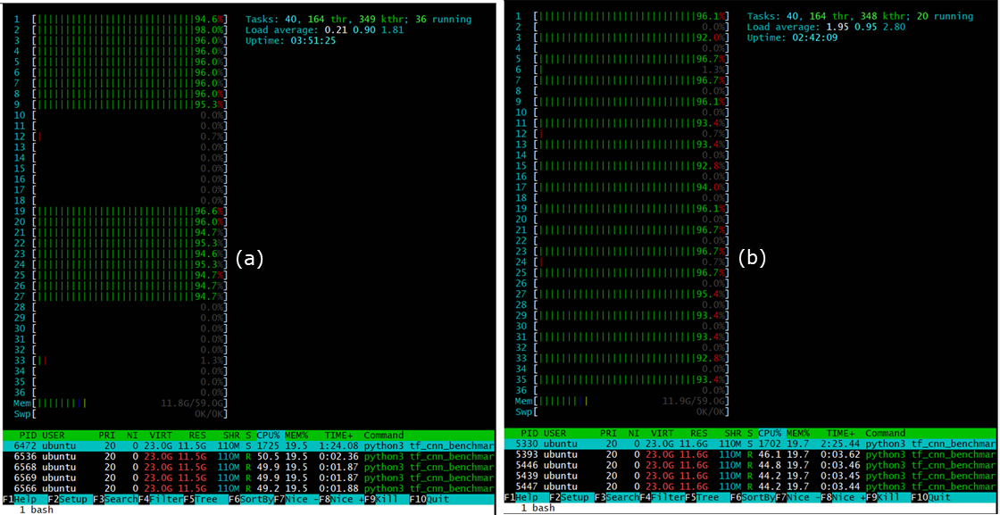 1 [94.6%]
2 [98.0%]
3 [96.0%]
4 [96.0%]
5 [96.0%]
6 [96.0%]
7 [96.0%]
8 [96.0%]
9 [95.3%]
10 [0.0%]
11 [0.0%]
12 [0.7%]
13 [0.0%]
14 [0.0%]
15 [0.0%]
16 [0.0%]
17 [0.0%]
18 [0.0%]
19 [96.6%]
20 [96.0%]
21 [94.7%]
22 [95.3%]
23 [94.6%]
24 [95.3%]
25 [94.7%]
26 [94.7%]
27 [94.7%]
28 [0.0%]
29 [0.0%]
30 [0.0%]
31 [0.0%]
32 [0.0%]
33 [1.3%]
34 [0.0%]
35 [0.0%]
36 [0.0%]
Mem[11.8G/59.0G]
Swp[0K/0K]
Tasks: 40, 164 thr, 349 kthr; 36 running
Load average: 0.21 0.90 1.81
Uptime: 03:51:25
(a)
PID USER PRI NI VIRT RES SHR S CPU% MEM% TIME+ Command
6472 ubuntu 20 0 23.0G 11.5G 110M S 1725 19.5 1:24.08 python3 tf_cnn_benchmar
6536 ubuntu 20 0 23.0G 11.5G 110M R 50.5 19.5 0:02.36 python3 tf_cnn_benchmar
6568 ubuntu 20 0 23.0G 11.5G 110M R 49.9 19.5 0:01.87 python3 tf_cnn_benchmar
6569 ubuntu 20 0 23.0G 11.5G 110M R 49.9 19.5 0:01.87 python3 tf_cnn_benchmar
6566 ubuntu 20 0 23.0G 11.5G 110M R 49.2 19.5 0:01.88 python3 tf_cnn_benchmar
F1Help F2Setup F3SearchF4FilterF5Tree F6SortByF7Nice -F8Nice +F9Kill F10Quit
1 bash
1 [96.1%]
2 [0.0%]
3 [92.0%]
4 [0.0%]
5 [96.7%]
6 [1.3%]
7 [96.7%]
8 [0.0%]
9 [96.1%]
10 [0.0%]
11 [93.4%]
12 [0.7%]
13 [93.4%]
14 [0.0%]
15 [92.8%]
16 [0.0%]
17 [94.0%]
18 [0.0%]
19 [96.1%]
20 [0.0%]
21 [96.7%]
22 [0.0%]
23 [96.7%]
24 [0.7%]
25 [96.7%]
26 [0.0%]
27 [95.4%]
28 [0.0%]
29 [93.4%]
30 [0.0%]
31 [93.4%]
32 [0.0%]
33 [92.8%]
34 [0.0%]
35 [93.4%]
36 [0.0%]
Mem[11.9G/59.0G]
Swp[0K/0K]
Tasks: 40, 164 thr, 348 kthr; 20 running
Load average: 1.95 0.95 2.80
Uptime: 02:42:09
(b)
PID USER PRI NI VIRT RES SHR S CPU% MEM% TIME+ Command
5330 ubuntu 20 0 23.0G 11.6G 110M S 1702 19.7 2:25.44 python3 tf_cnn_benchmar
5393 ubuntu 20 0 23.0G 11.6G 110M R 46.1 19.7 0:03.62 python3 tf_cnn_benchmar
5446 ubuntu 20 0 23.0G 11.6G 110M R 44.8 19.7 0:03.46 python3 tf_cnn_benchmar
5439 ubuntu 20 0 23.0G 11.6G 110M R 44.2 19.7 0:03.45 python3 tf_cnn_benchmar
5447 ubuntu 20 0 23.0G 11.6G 110M R 44.2 19.7 0:03.44 python3 tf_cnn_benchmar
F1Help F2Setup F3SearchF4FilterF5Tree F6SortByF7Nice -F8Nice +F9Kill F10Quit
1 bash